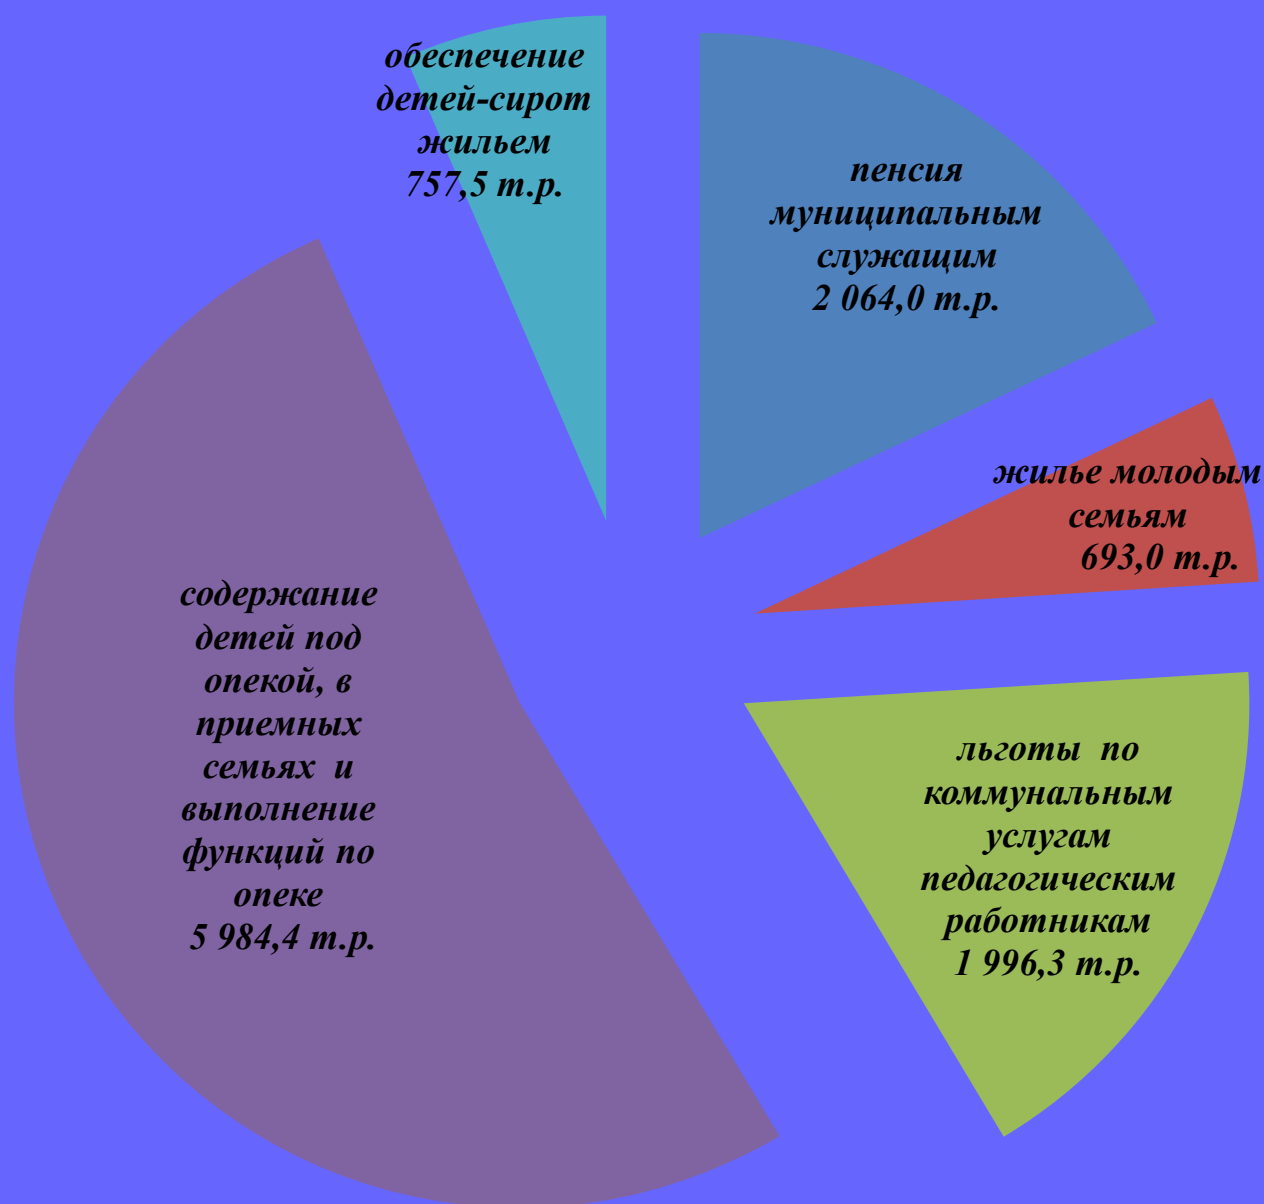 обеспечение
детей-сирот
жильем
757,5 т.р.
пенсия
муниципальным
служащим
2 064,0 т.р.
жилье молодым
семьям
693,0 т.р.
льготы по
коммунальным
услугам
педагогическим
работникам
1 996,3 т.р.
содержание
детей под
опекой, в
приемных
семьях и
выполнение
функций по
опеке
5 984,4 т.р.